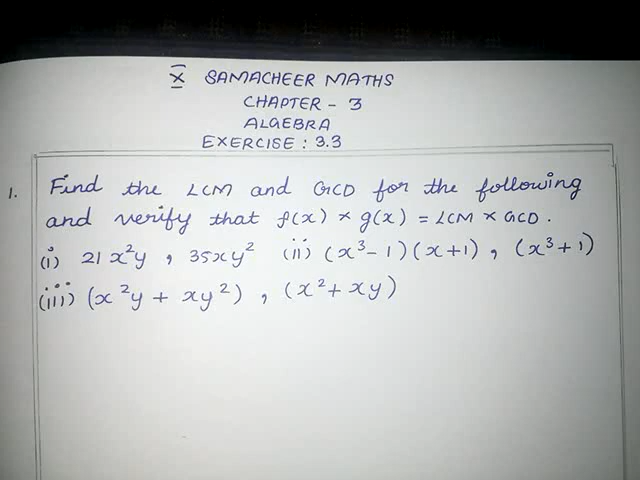 X SAMACHEER MATHS
CHAPTER - 3
ALGEBRA
EXERCISE : 3.3
1. Find the LCM and GCD for the following
and verify that f(x) × g(x) = LCM × GCD.
(i) 21x²y , 35xy² (ii) (x³-1)(x+1) , (x³+1)
(iii) (x²y + xy²) , (x²+xy)